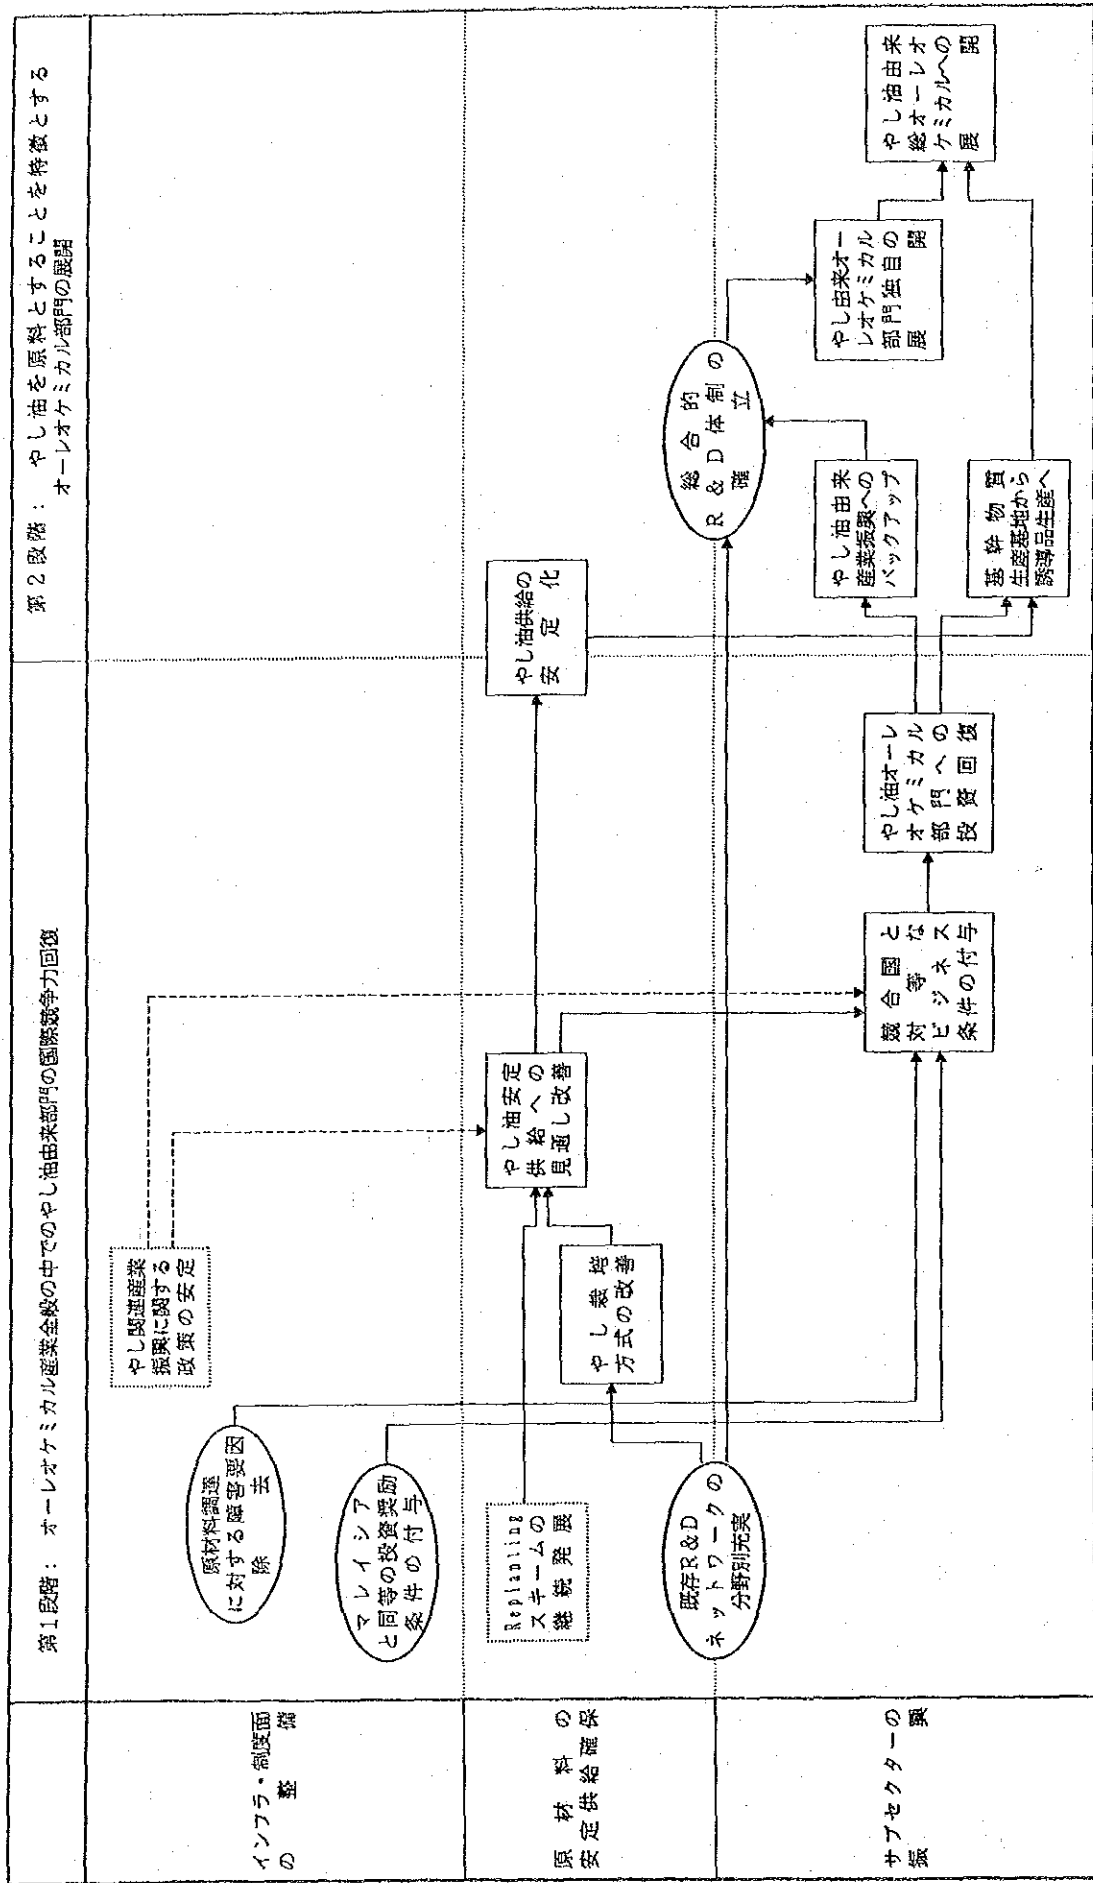 第1段階： オーレオケミカル産業全般の中でのやし油由来部門の国際競争力回復
第2段階： やし油を原料とすることを特徴とする
オーレオケミカル部門の展開
インフラ・制度面
の整備
原材料調達
に対する障害要因
除去
マレイシア
と同等の投資奨励
条件の付与
やし関連産業
振興に関する
政策の安定
原材料の
安定供給確保
Replanting
スキームの
継続発展
やし栽培
方式の改善
やし油安定
供給への
見通し改善
やし油供給の
安定化
既存R&D
ネットワークの
分野別充実
総合的
R&D体制の
確立
サブセクターの
振興
競合国と
対等な
ビジネス
条件の付与
やし油オーレ
オケミカル
部門への
投資回復
やし油由来
産業振興への
バックアップ
基幹物質
生産基地から
誘導品生産へ
やし由来オー
レオケミカル
部門独自の
展開
やし油由来
総オーレオ
ケミカルへの
展開